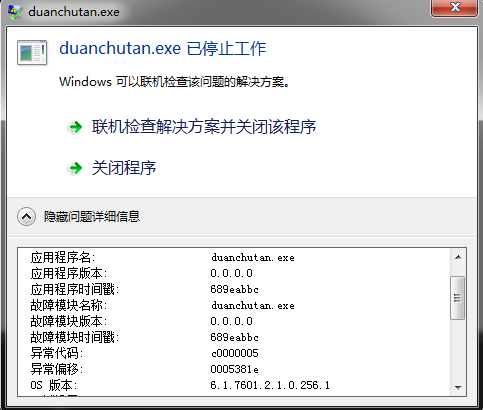 duanchutan.exe
duanchutan.exe 已停止工作
Windows 可以联机检查该问题的解决方案。
联机检查解决方案并关闭该程序
关闭程序
隐藏问题详细信息
应用程序名: duanchutan.exe
应用程序版本: 0.0.0.0
应用程序时间戳: 689eabbc
故障模块名称: duanchutan.exe
故障模块版本: 0.0.0.0
故障模块时间戳: 689eabbc
异常代码: c0000005
异常偏移: 0005381e
OS 版本: 6.1.7601.2.1.0.256.1